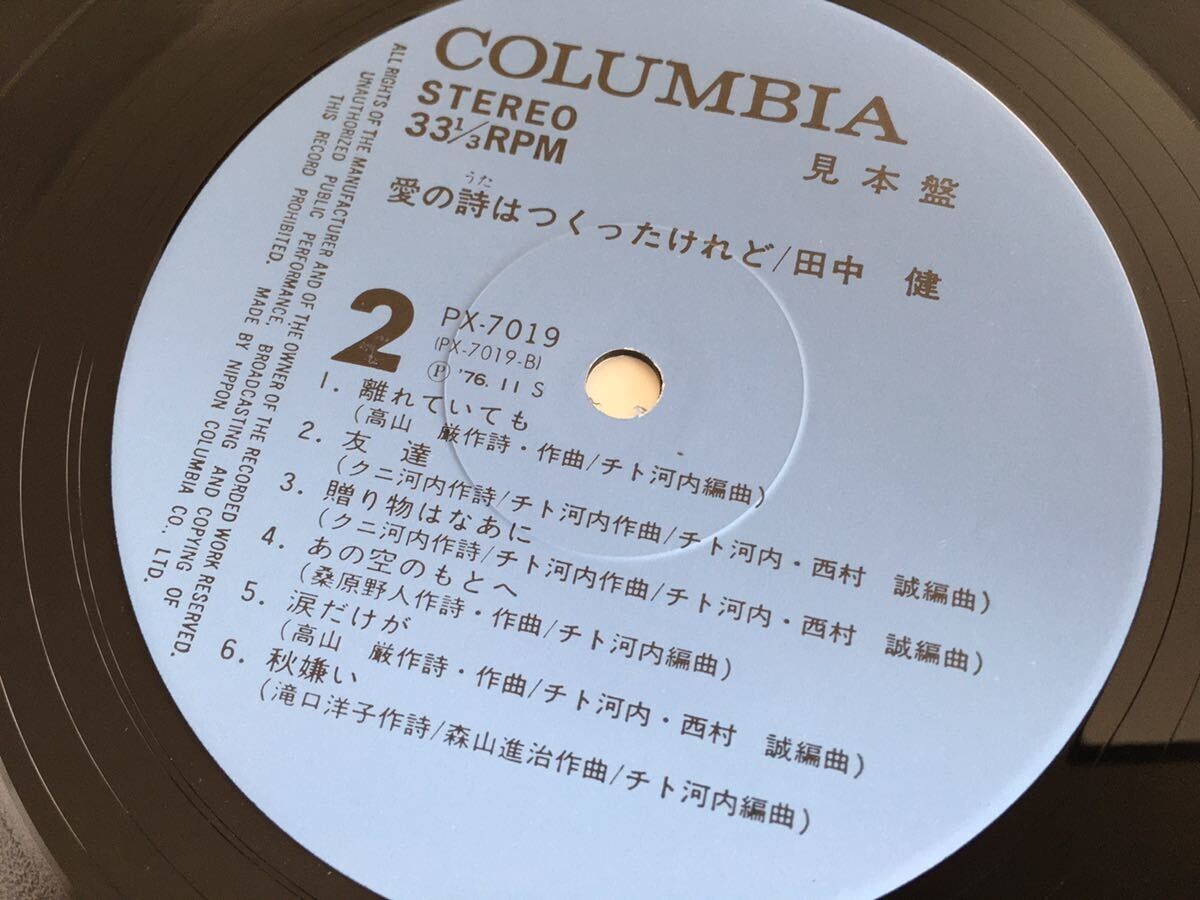 COLUMBIA
STEREO
33⅓RPM
見本盤
うた
愛の詩はつくったけれど/田中 健
2
PX-7019
(PX-7019-B)
Ⓟ '76. 11 S
1. 離れていても
(高山 厳作詩・作曲/チト河内編曲)
2. 友 達
(クニ河内作詩/チト河内作曲/チト河内・西村 誠編曲)
3. 贈り物はなあに
(クニ河内作詩/チト河内作曲/チト河内・西村 誠編曲)
4. あの空のもとへ
(桑原野人作詩・作曲/チト河内編曲)
5. 涙だけが
(高山 厳作詩・作曲/チト河内・西村 誠編曲)
6. 秋嫌い
(滝口洋子作詩/森山進治作曲/チト河内編曲)
ALL RIGHTS OF THE MANUFACTURER AND OF THE OWNER OF THE RECORDED WORK RESERVED.
UNAUTHORIZED PUBLIC PERFORMANCE. BROADCASTING AND COPYING OF
THIS RECORD PROHIBITED. MADE BY NIPPON COLUMBIA CO., LTD.